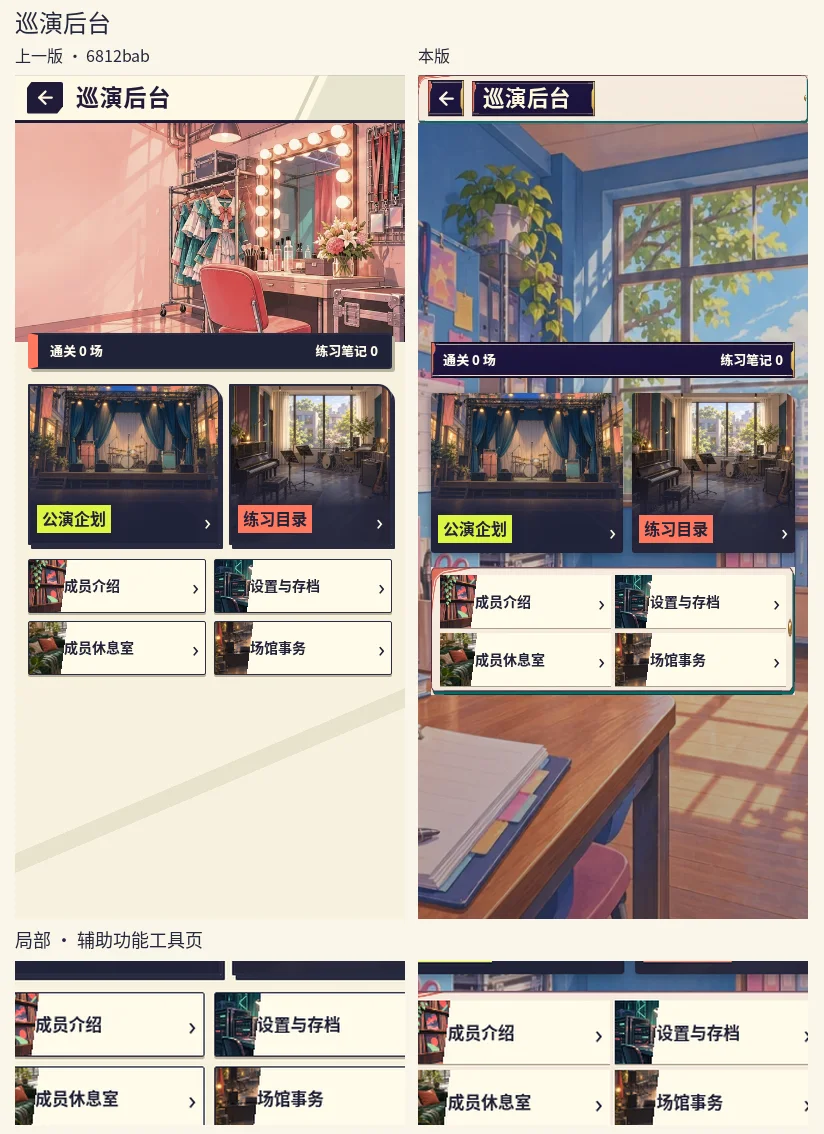 巡演后台
上一版 · 6812bab
本版
巡演后台
通关 0 场 练习笔记 0
公演企划 ›
练习目录 ›
成员介绍 ›
设置与存档 ›
成员休息室 ›
场馆事务 ›
巡演后台
通关 0 场 练习笔记 0
公演企划 ›
练习目录 ›
成员介绍 ›
设置与存档 ›
成员休息室 ›
场馆事务 ›
局部 · 辅助功能工具页
成员介绍 ›
设置与存档
成员休息室 ›
场馆事务
成员介绍 ›
设置与存档 ›
成员休息室 ›
场馆事务 ›